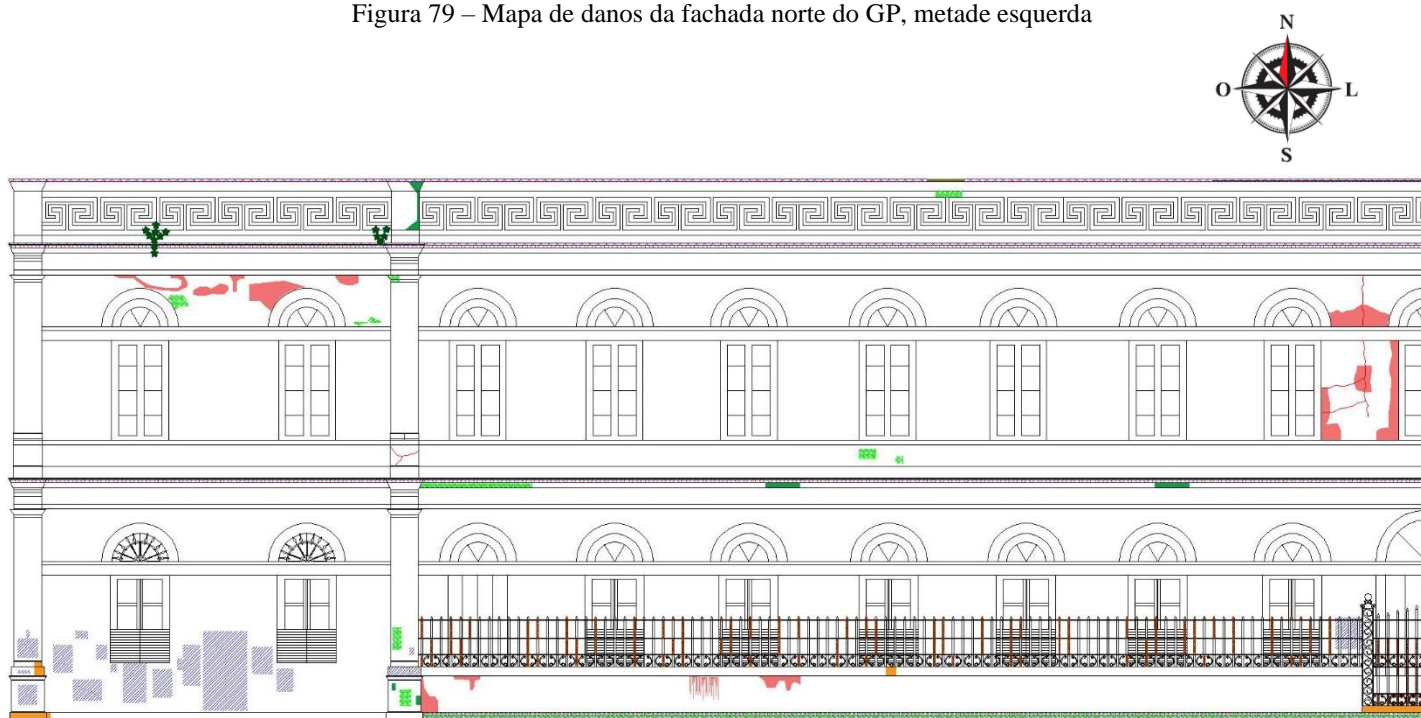 Figura 79 – Mapa de danos da fachada norte do GP, metade esquerda
N
O L
S